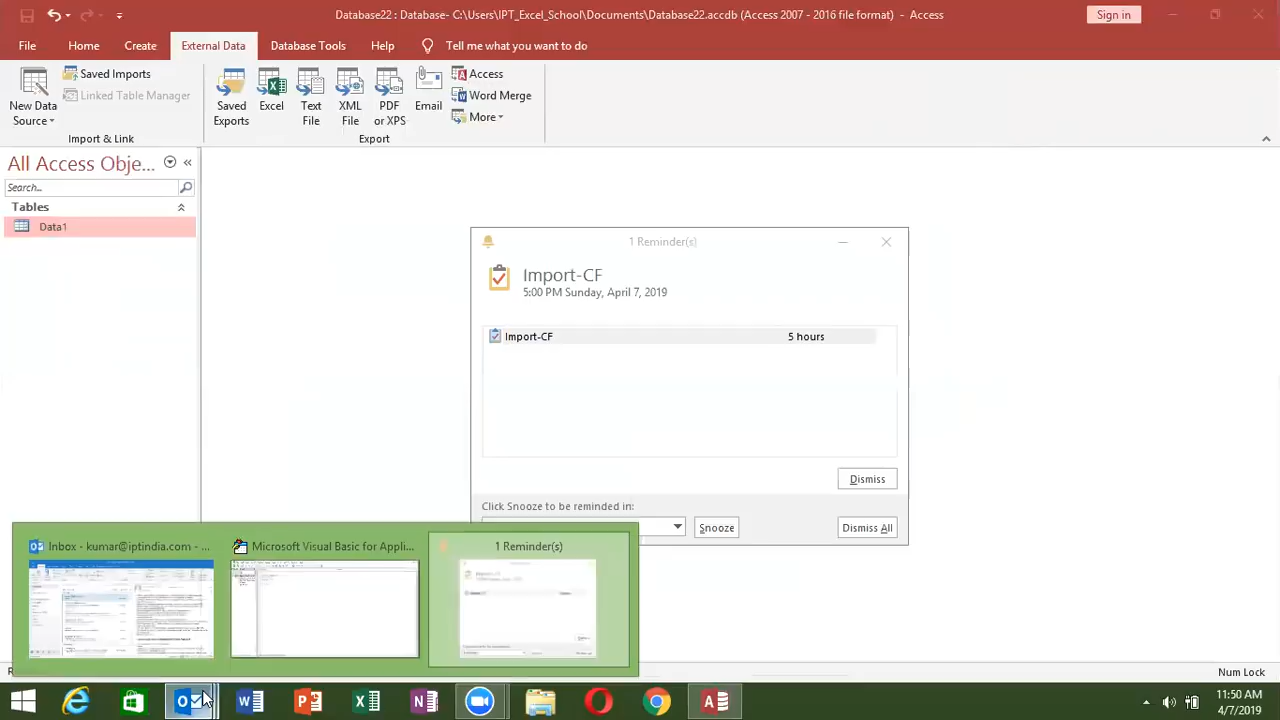 Database22 : Database- C:\Users\IPT_Excel_School\Documents\Database22.accdb (Access 2007 - 2016 file format) - Access
Sign in
File Home Create External Data Database Tools Help Tell me what you want to do
New Data Source
Saved Imports
Linked Table Manager
Import & Link
Saved Exports
Excel
Text File
XML File
PDF or XPS
Email
Access
Word Merge
More
Export
All Access Obje...
Search...
Tables
Data1
1 Reminder(s)
Import-CF
5:00 PM Sunday, April 7, 2019
Import-CF 5 hours
Dismiss
Click Snooze to be reminded in:
Snooze
Dismiss All
Inbox - kumar@iptindia.com - ...
Microsoft Visual Basic for Appli...
1 Reminder(s)
Num Lock
11:50 AM
4/7/2019